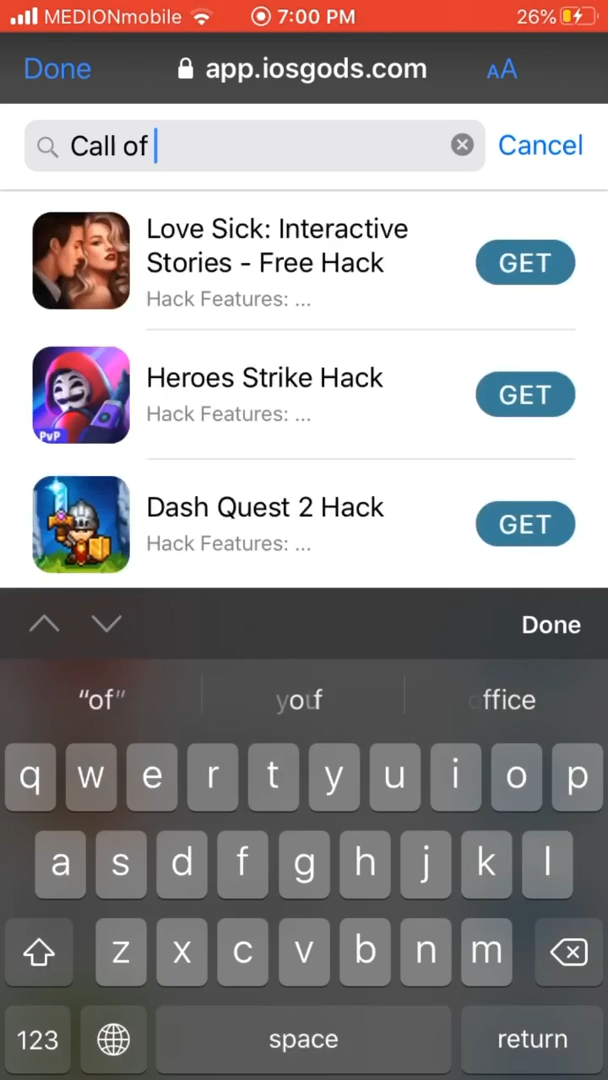 MEDIONmobile 7:00 PM 26%
Done app.iosgods.com AA
Call of Cancel
Love Sick: Interactive
Stories - Free Hack
GET
Hack Features: ...
Heroes Strike Hack
GET
Hack Features: ...
PvP
Dash Quest 2 Hack
GET
Hack Features: ...
Done
“of”
q w e r t y u i o p
a s d f g h j k l
z x c v b n m
123 space return